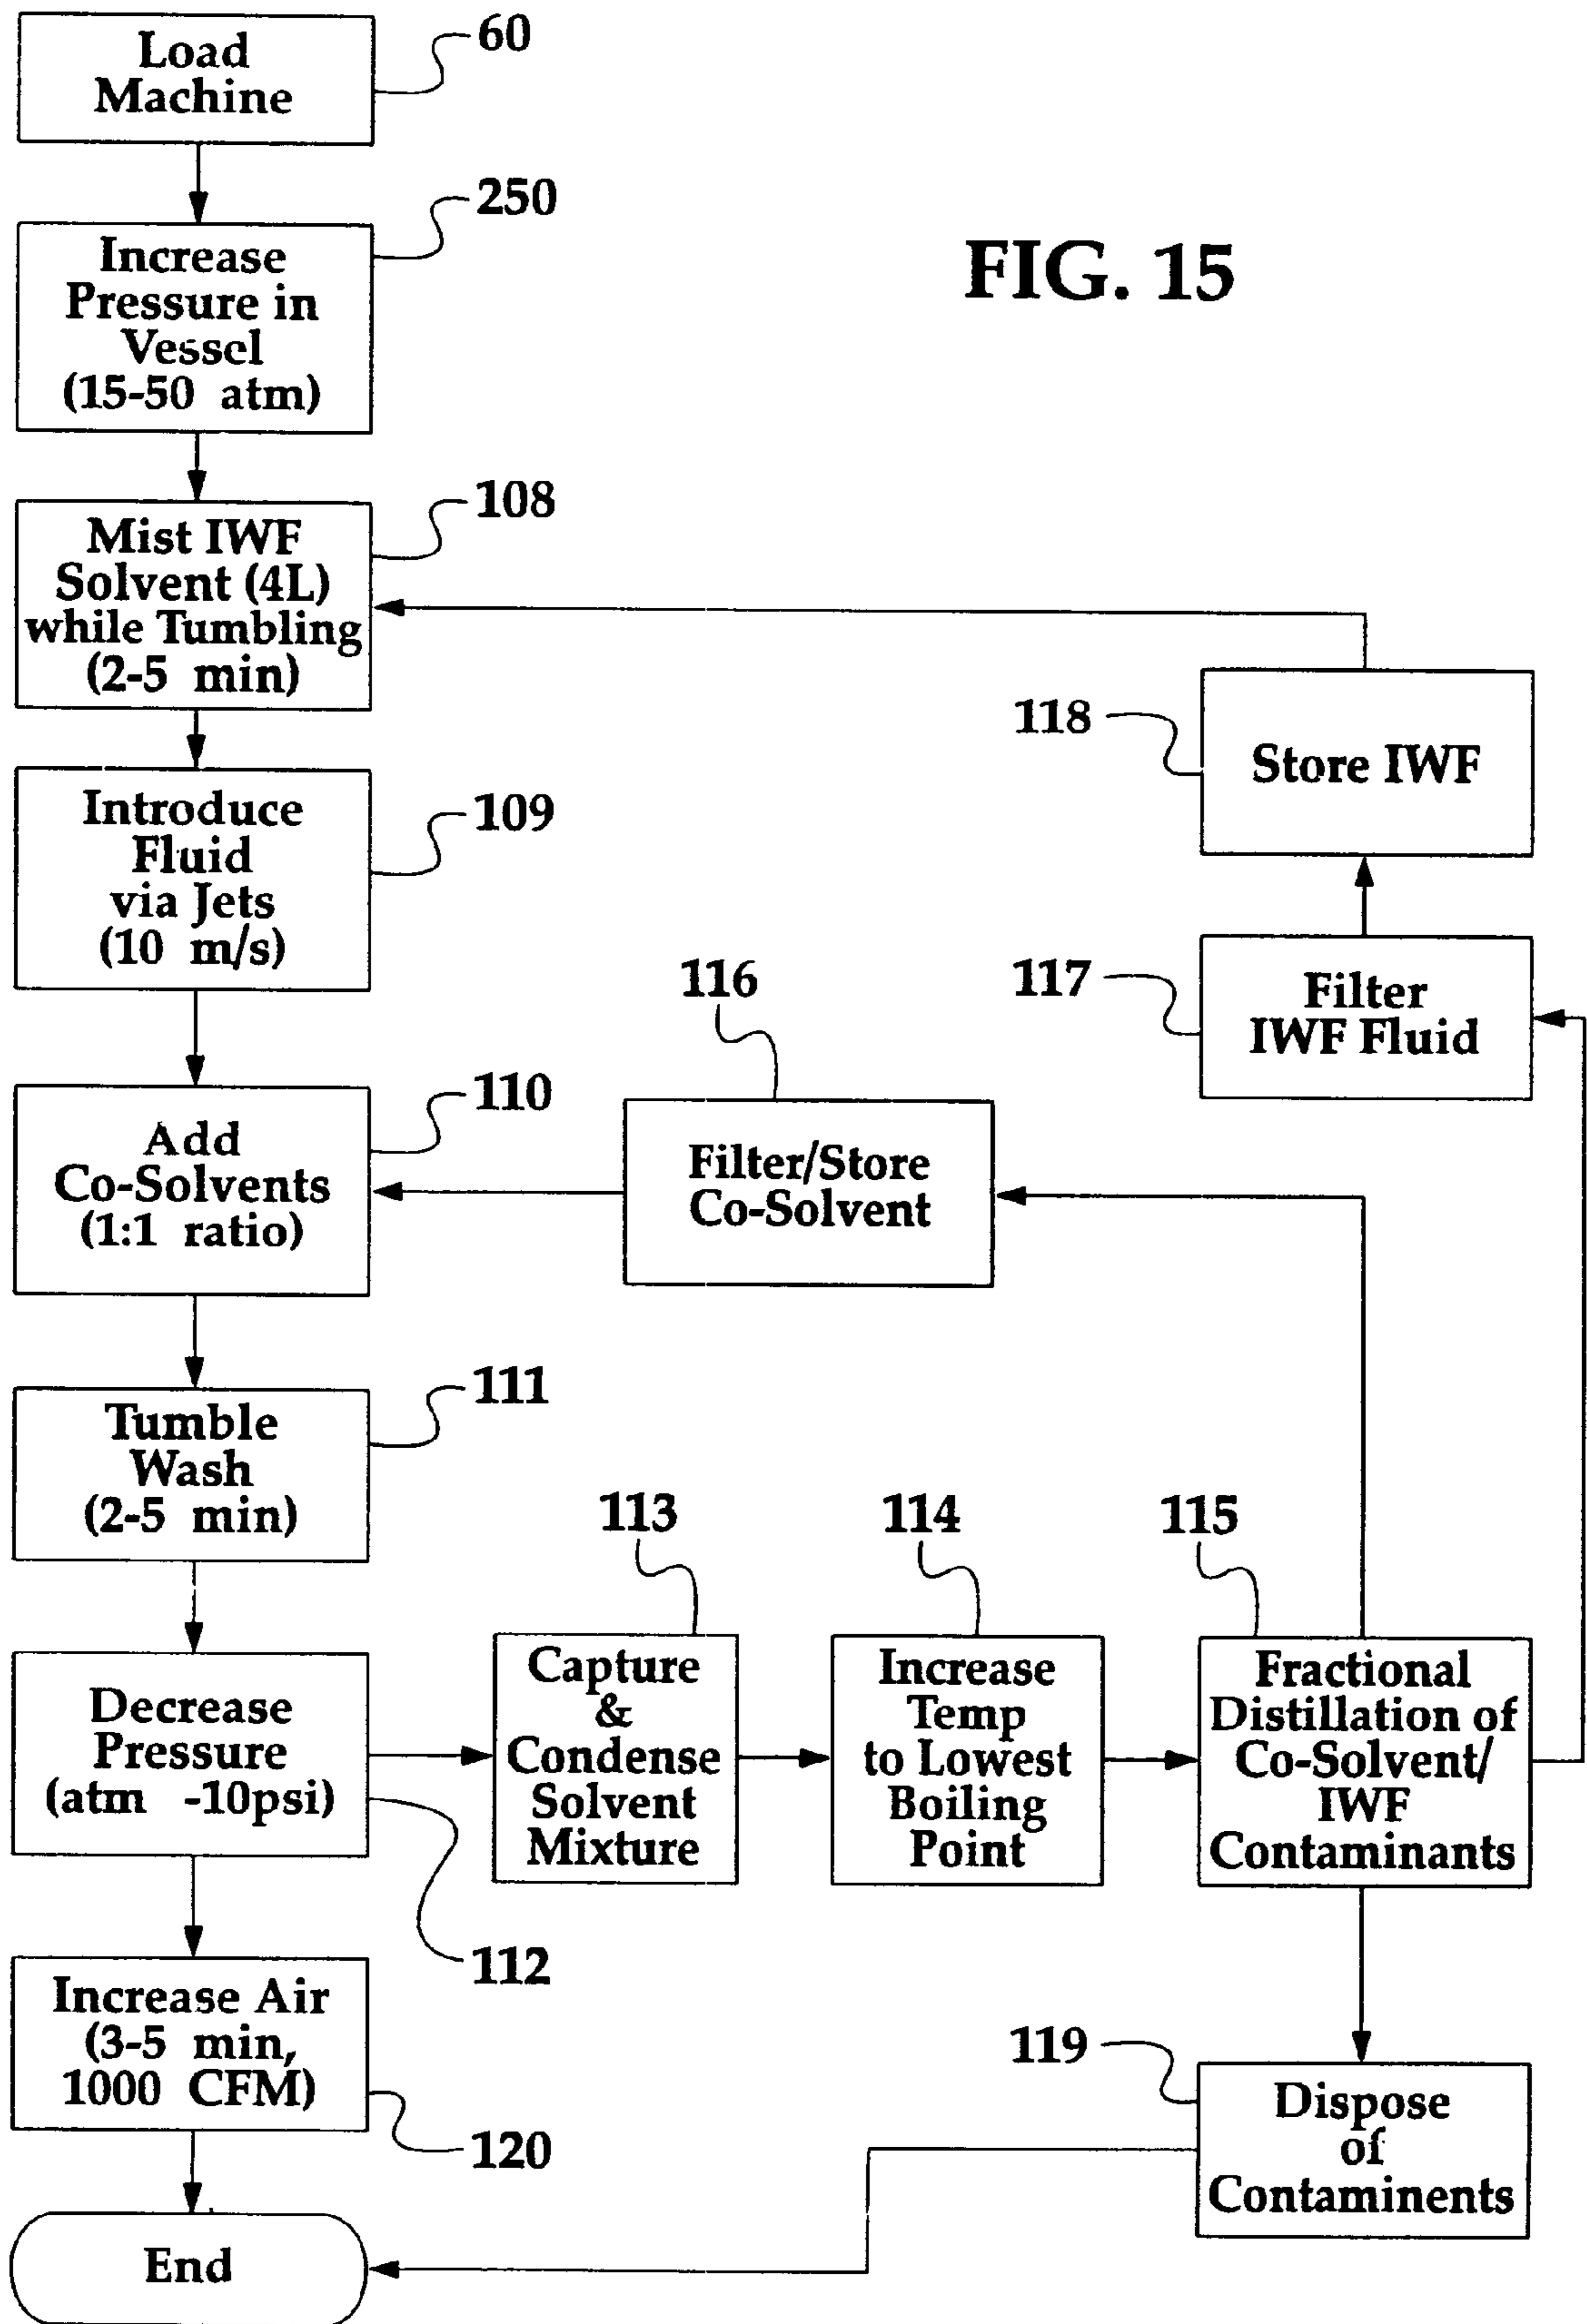 Load
Machine
60
250
Increase
Pressure in
Vessel
(15-50 atm)
FIG. 15
108
Mist IWF
Solvent (4L)
while Tumbling
(2-5 min)
118
Store IWF
109
Introduce
Fluid
via Jets
(10 m/s)
116
117
Filter
IWF Fluid
110
Add
Co-Solvents
(1:1 ratio)
Filter/Store
Co-Solvent
111
Tumble
Wash
(2-5 min)
113
114
115
Decrease
Pressure
(atm -10psi)
Capture
&
Condense
Solvent
Mixture
Increase
Temp
to Lowest
Boiling
Point
Fractional
Distillation of
Co-Solvent/
IWF
Contaminants
112
Increase Air
(3-5 min,
1000 CFM)
120
119
Dispose
of
Contaminents
End